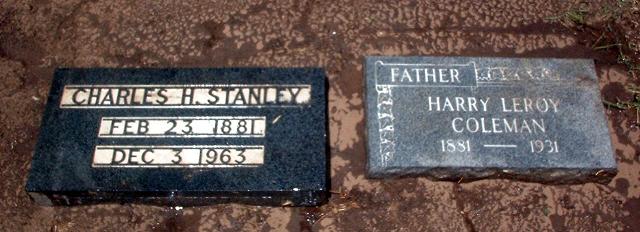 CHARLES H. STANLEY
FEB 23 1881
DEC 3 1963
FATHER
HARRY LEROY
COLEMAN
1881 — 1931